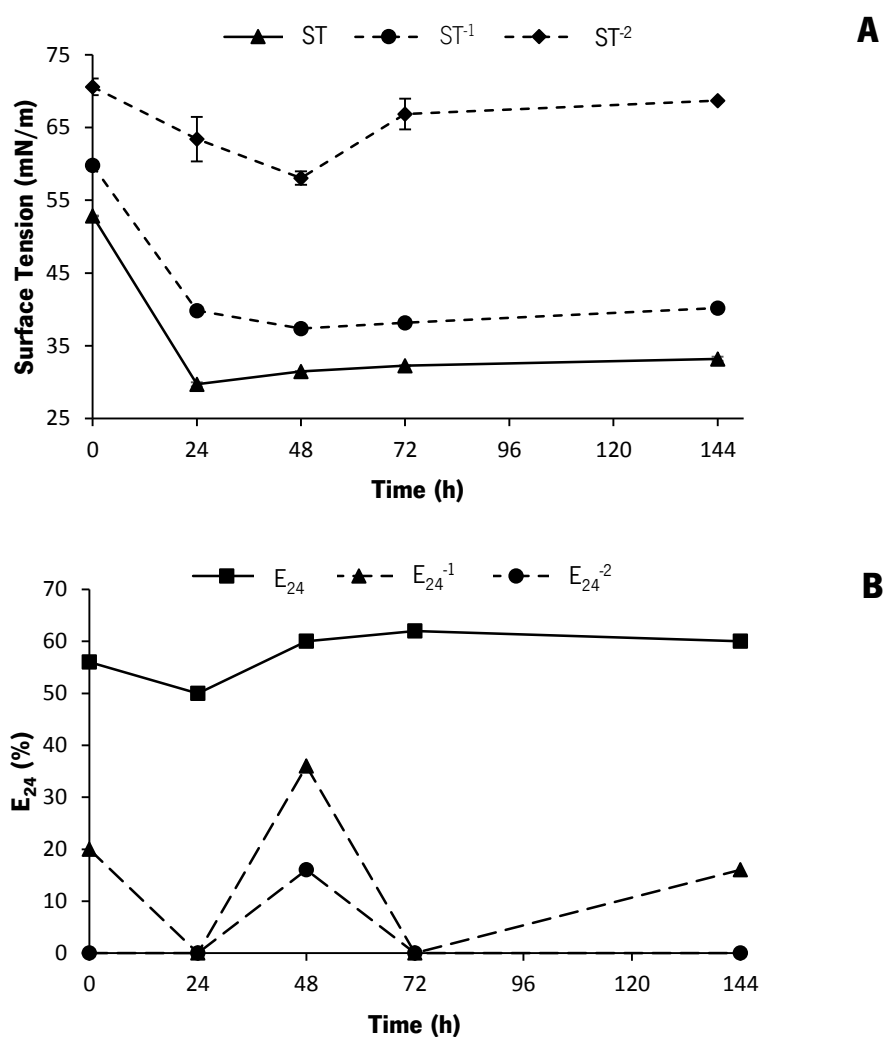 A
ST ST⁻¹ ST⁻²
75
65
55
45
35
25
Surface Tension (mN/m)
0 24 48 72 96 120 144
Time (h)
B
E₂₄ E₂₄⁻¹ E₂₄⁻²
70
60
50
40
30
20
10
0
E₂₄ (%)
0 24 48 72 96 120 144
Time (h)